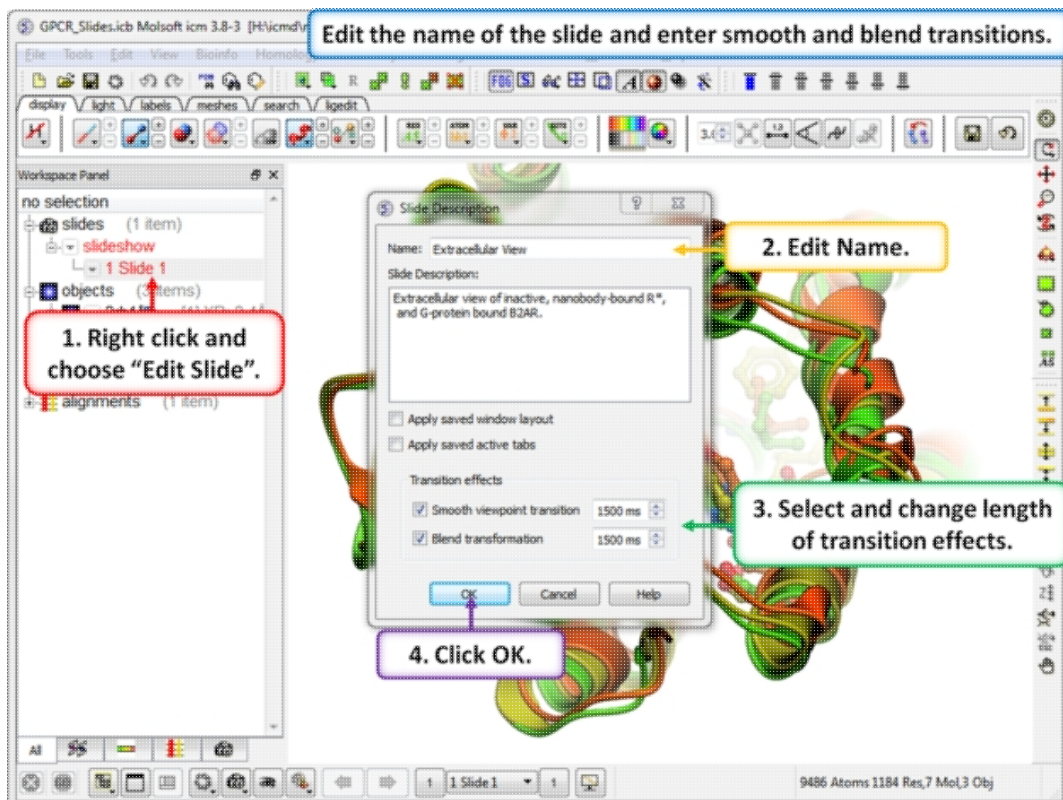 GPCR_Slides.icb Molsoft icm 3.8-3 [H:\icmd\
Edit the name of the slide and enter smooth and blend transitions.
File Tools Edit View Bioinfo
display light labels meshes search ligedit
Workspace Panel
no selection
slides (1 item)
slideshow
1 Slide 1
objects (3 items)
1. Right click and
choose “Edit Slide”.
alignments (1 item)
Slide Description
Name: Extracellular View
2. Edit Name.
Slide Description:
Extracellular view of inactive, nanobody-bound R*,
and G-protein bound B2AR.
Apply saved window layout
Apply saved active tabs
Transition effects
Smooth viewpoint transition 1500 ms
Blend transformation 1500 ms
3. Select and change length
of transition effects.
OK Cancel Help
4. Click OK.
All
1 1 Slide 1 1
9486 Atoms 1184 Res,7 Mol,3 Obj